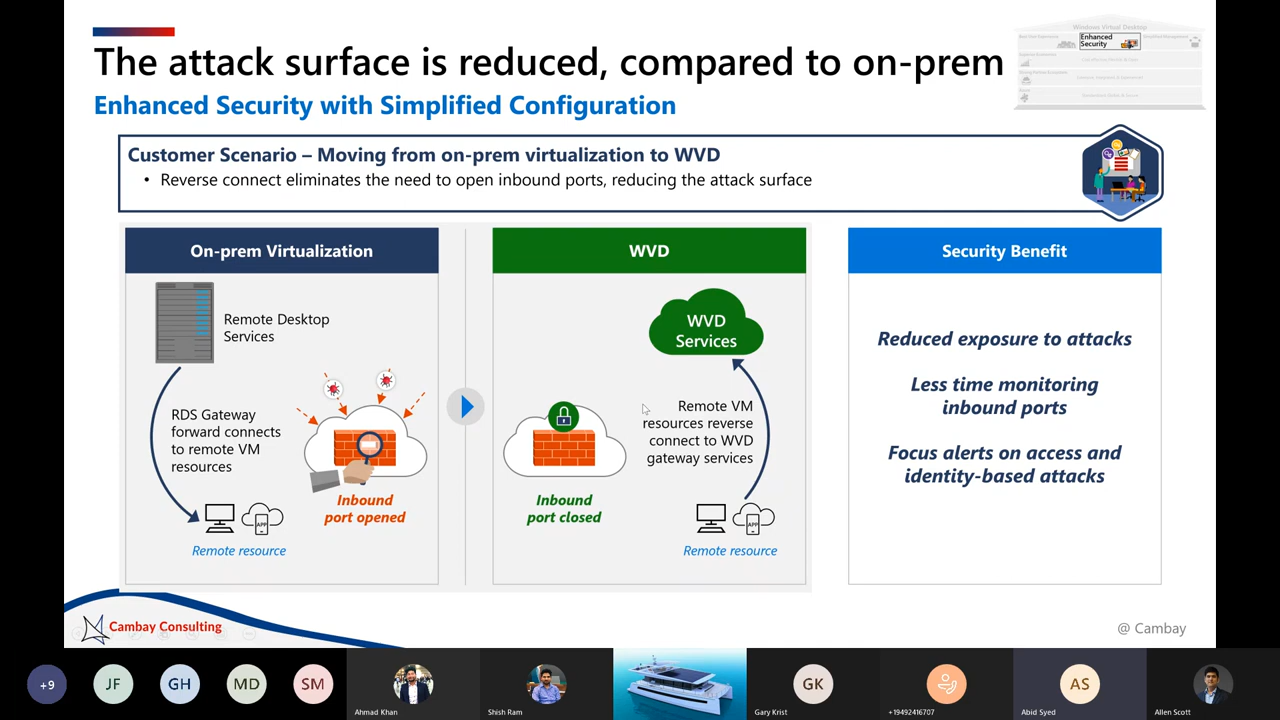 The attack surface is reduced, compared to on-prem
Enhanced Security with Simplified Configuration
Windows Virtual Desktop
Enhanced
Security
Customer Scenario – Moving from on-prem virtualization to WVD
• Reverse connect eliminates the need to open inbound ports, reducing the attack surface
On-prem Virtualization
Remote Desktop
Services
RDS Gateway
forward connects
to remote VM
resources
Inbound
port opened
APP
Remote resource
WVD
WVD
Services
Remote VM
resources reverse
connect to WVD
gateway services
Inbound
port closed
APP
Remote resource
Security Benefit
Reduced exposure to attacks
Less time monitoring
inbound ports
Focus alerts on access and
identity-based attacks
Cambay Consulting
@ Cambay
+9
JF
GH
MD
SM
Ahmad Khan
Shish Ram
GK
Gary Krist
+19492416707
AS
Abid Syed
Allen Scott